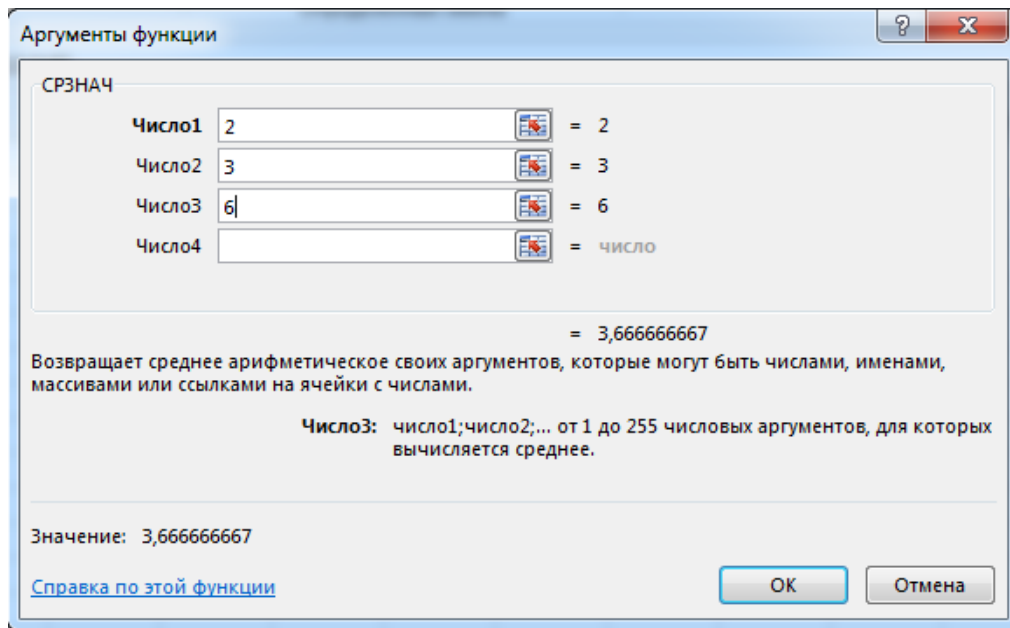 Аргументы функции
СРЗНАЧ
Число1 2 = 2
Число2 3 = 3
Число3 6 = 6
Число4 = число
= 3,666666667
Возвращает среднее арифметическое своих аргументов, которые могут быть числами, именами,
массивами или ссылками на ячейки с числами.
Число3: число1;число2;... от 1 до 255 числовых аргументов, для которых
вычисляется среднее.
Значение: 3,666666667
Справка по этой функции
ОК
Отмена